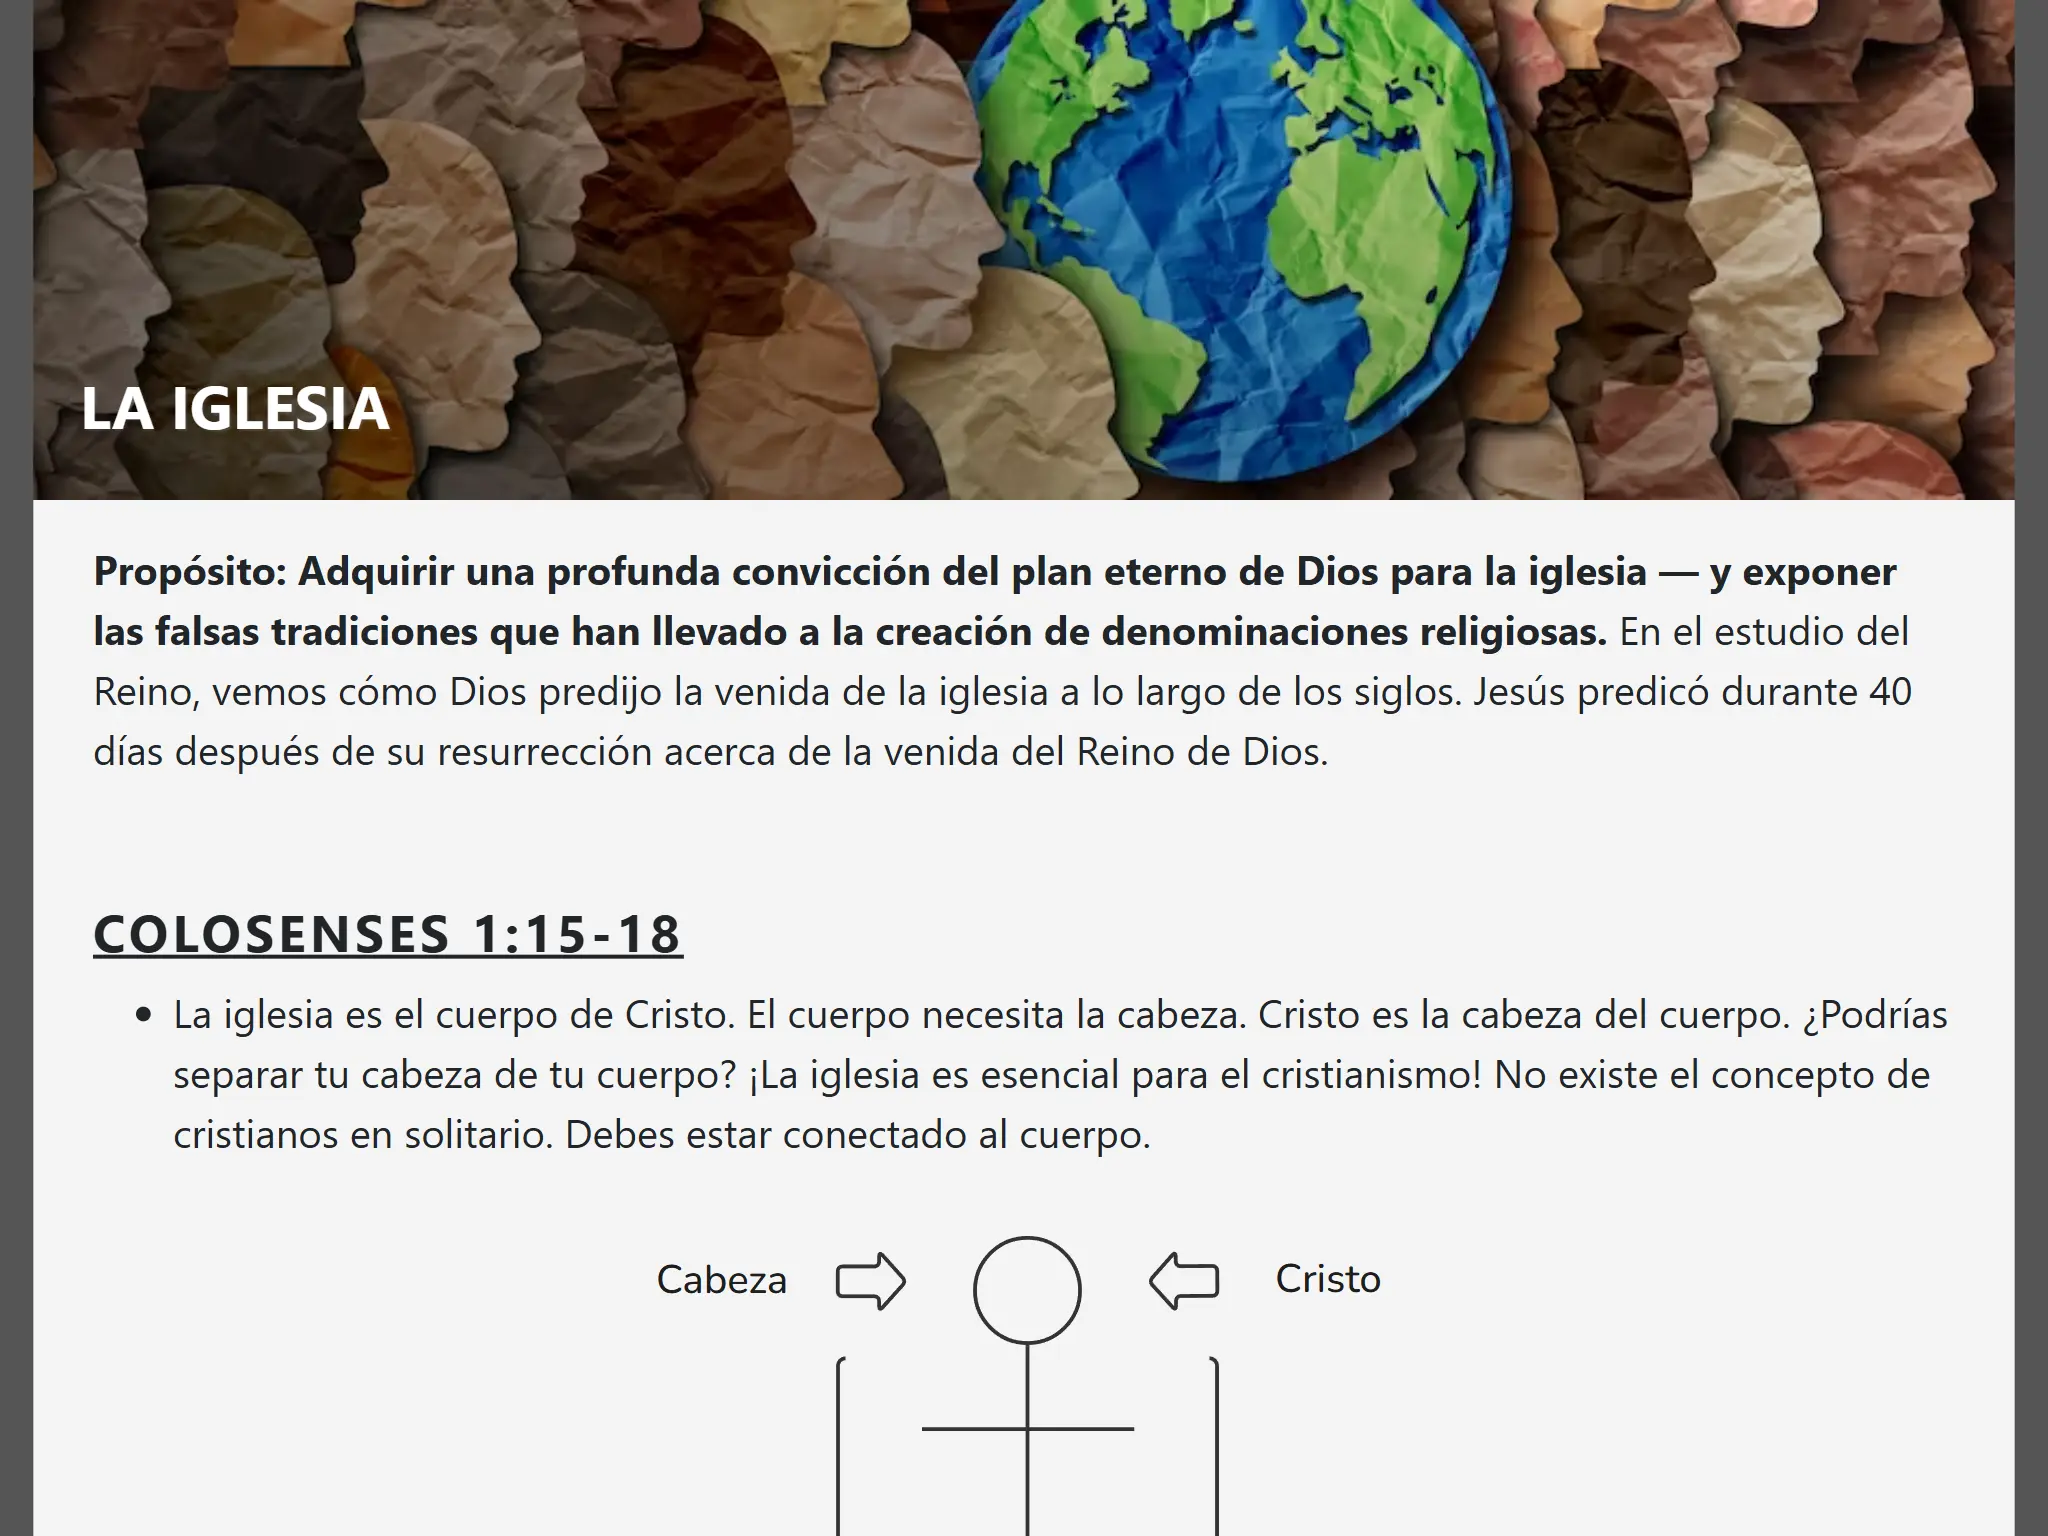 LA IGLESIA
Propósito: Adquirir una profunda convicción del plan eterno de Dios para la iglesia — y exponer
las falsas tradiciones que han llevado a la creación de denominaciones religiosas. En el estudio del
Reino, vemos cómo Dios predijo la venida de la iglesia a lo largo de los siglos. Jesús predicó durante 40
días después de su resurrección acerca de la venida del Reino de Dios.
COLOSENSES 1:15-18
• La iglesia es el cuerpo de Cristo. El cuerpo necesita la cabeza. Cristo es la cabeza del cuerpo. ¿Podrías
separar tu cabeza de tu cuerpo? ¡La iglesia es esencial para el cristianismo! No existe el concepto de
cristianos en solitario. Debes estar conectado al cuerpo.
Cabeza Cristo